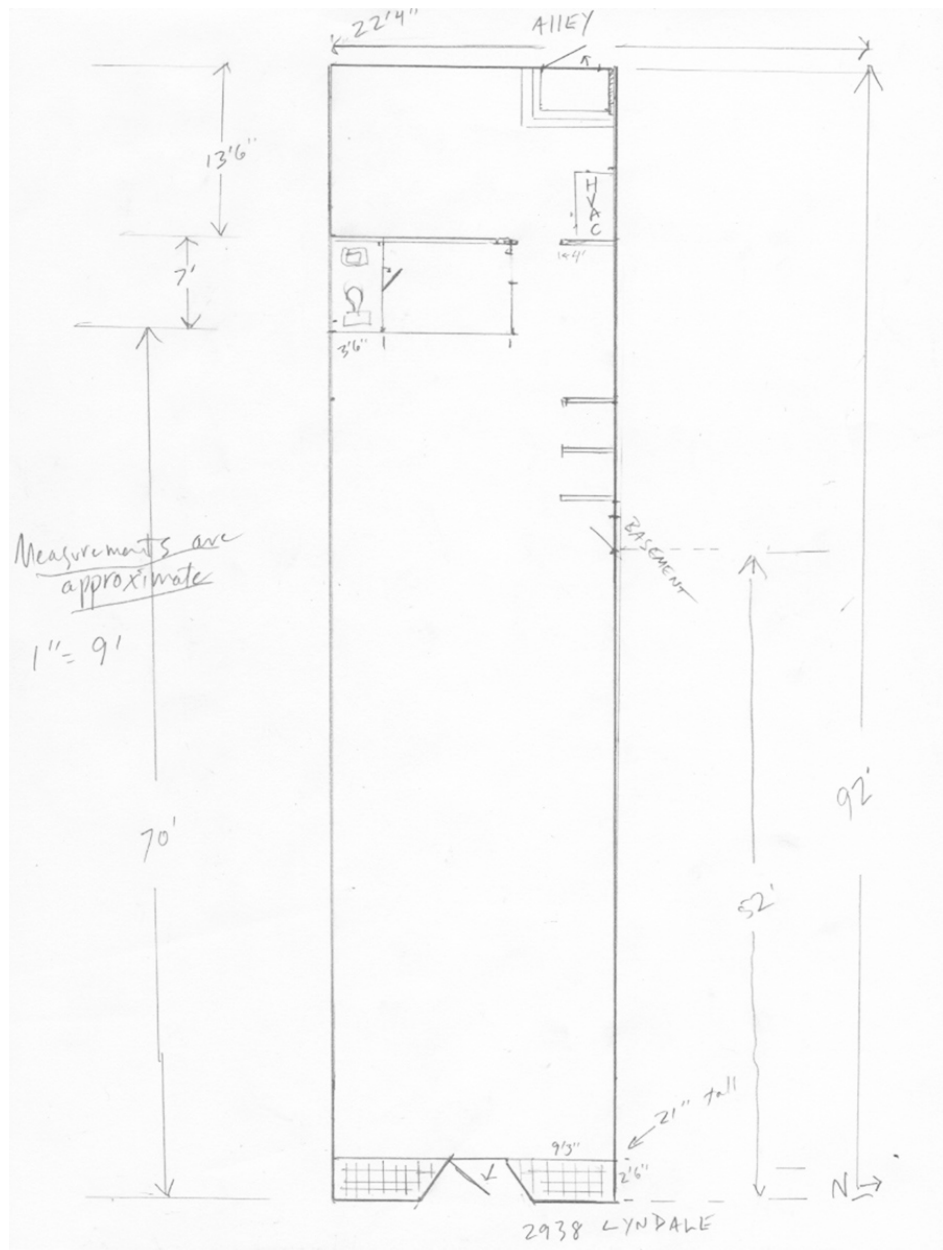 22'4"
Alley
13'6"
HVAC
7'
4'
3'6"
BASEMENT
Measurements are
approximate
1"= 9'
92'
70'
52'
21" tall
9'3"
2'6"
N
2938 LYNDALE